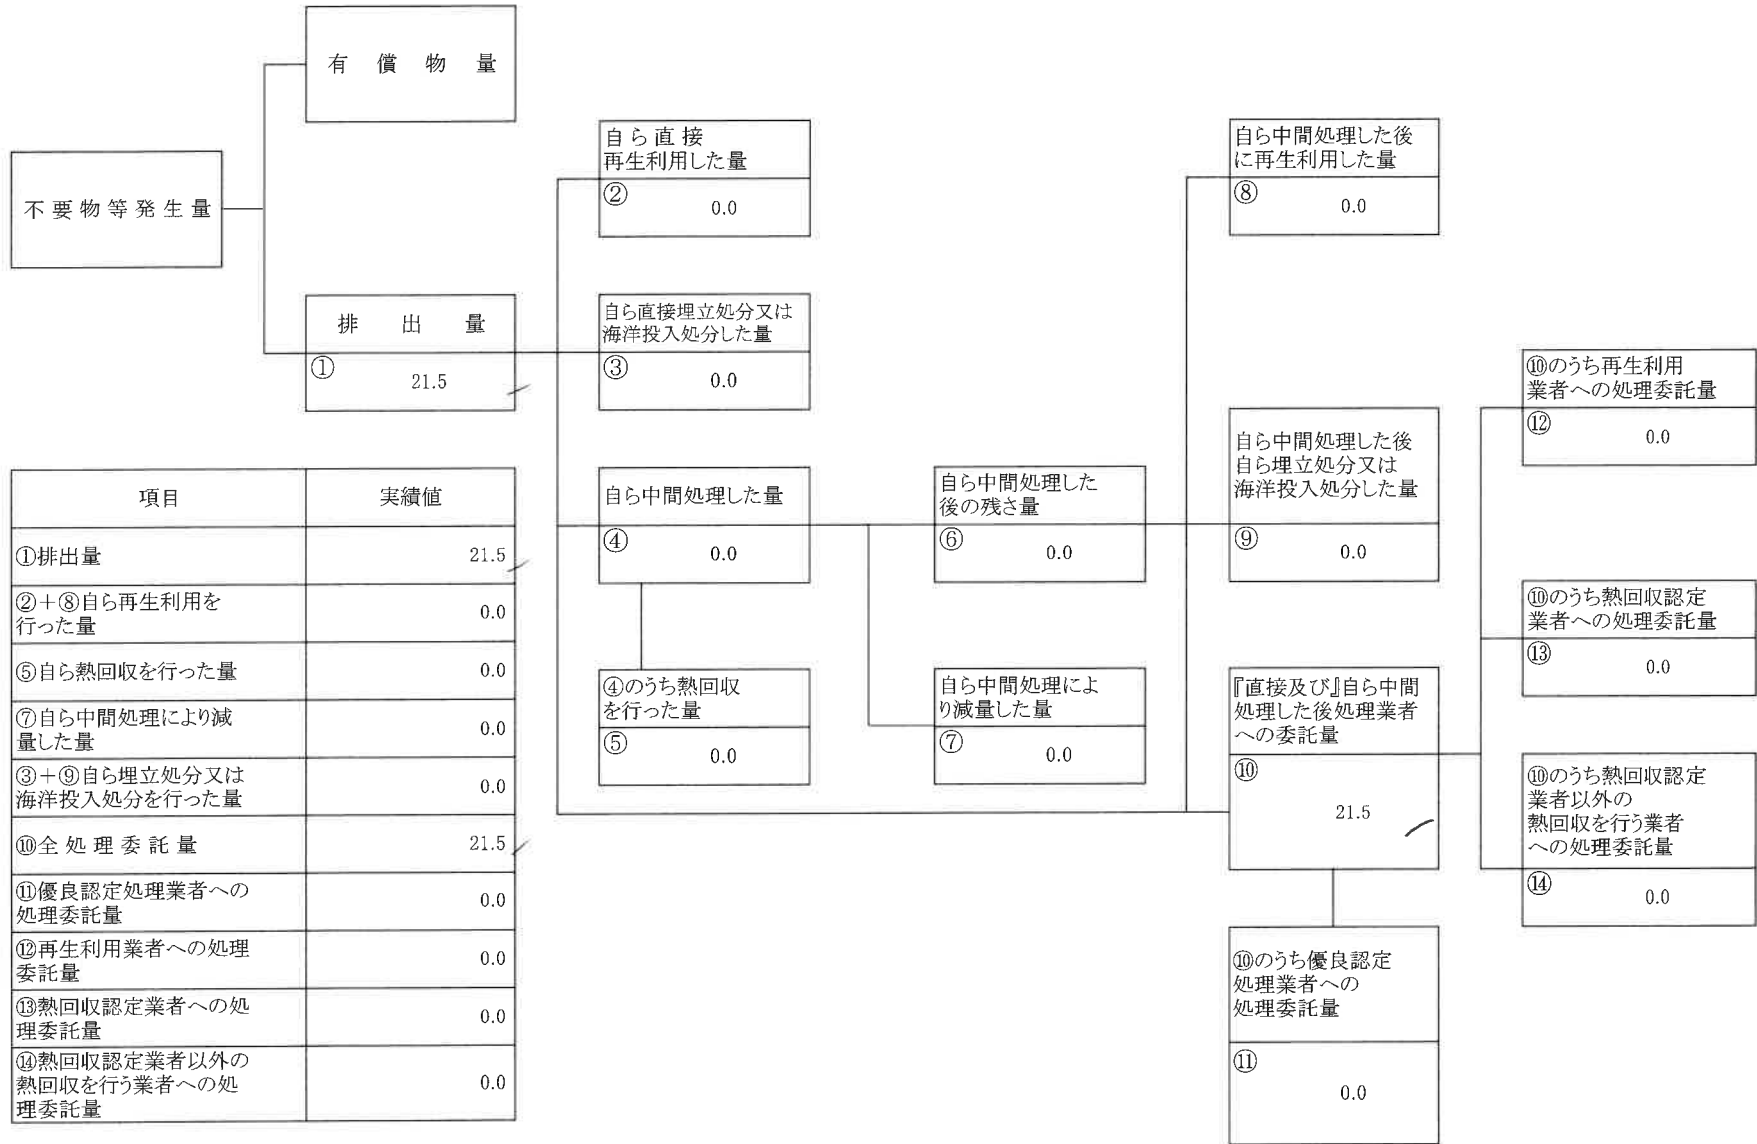 有償物量
不要物等発生量
排出量
①
21.5
自ら直接
再生利用した量
②
0.0
自ら直接埋立処分又は
海洋投入処分した量
③
0.0
自ら中間処理した量
④
0.0
④のうち熱回収
を行った量
⑤
0.0
自ら中間処理した
後の残さ量
⑥
0.0
自ら中間処理によ
り減量した量
⑦
0.0
自ら中間処理した後
に再生利用した量
⑧
0.0
自ら中間処理した後
自ら埋立処分又は
海洋投入処分した量
⑨
0.0
『直接及び』自ら中間
処理した後処理業者
への委託量
⑩
21.5
⑩のうち優良認定
処理業者への
処理委託量
⑪
0.0
⑩のうち再生利用
業者への処理委託量
⑫
0.0
⑩のうち熱回収認定
業者への処理委託量
⑬
0.0
⑩のうち熱回収認定
業者以外の
熱回収を行う業者
への処理委託量
⑭
0.0
項目 実績値
①排出量 21.5
②＋⑧自ら再生利用を
行った量 0.0
⑤自ら熱回収を行った量 0.0
⑦自ら中間処理により減
量した量 0.0
③＋⑨自ら埋立処分又は
海洋投入処分を行った量 0.0
⑩全処理委託量 21.5
⑪優良認定処理業者への
処理委託量 0.0
⑫再生利用業者への処理
委託量 0.0
⑬熱回収認定業者への処
理委託量 0.0
⑭熱回収認定業者以外の
熱回収を行う業者への処
理委託量 0.0